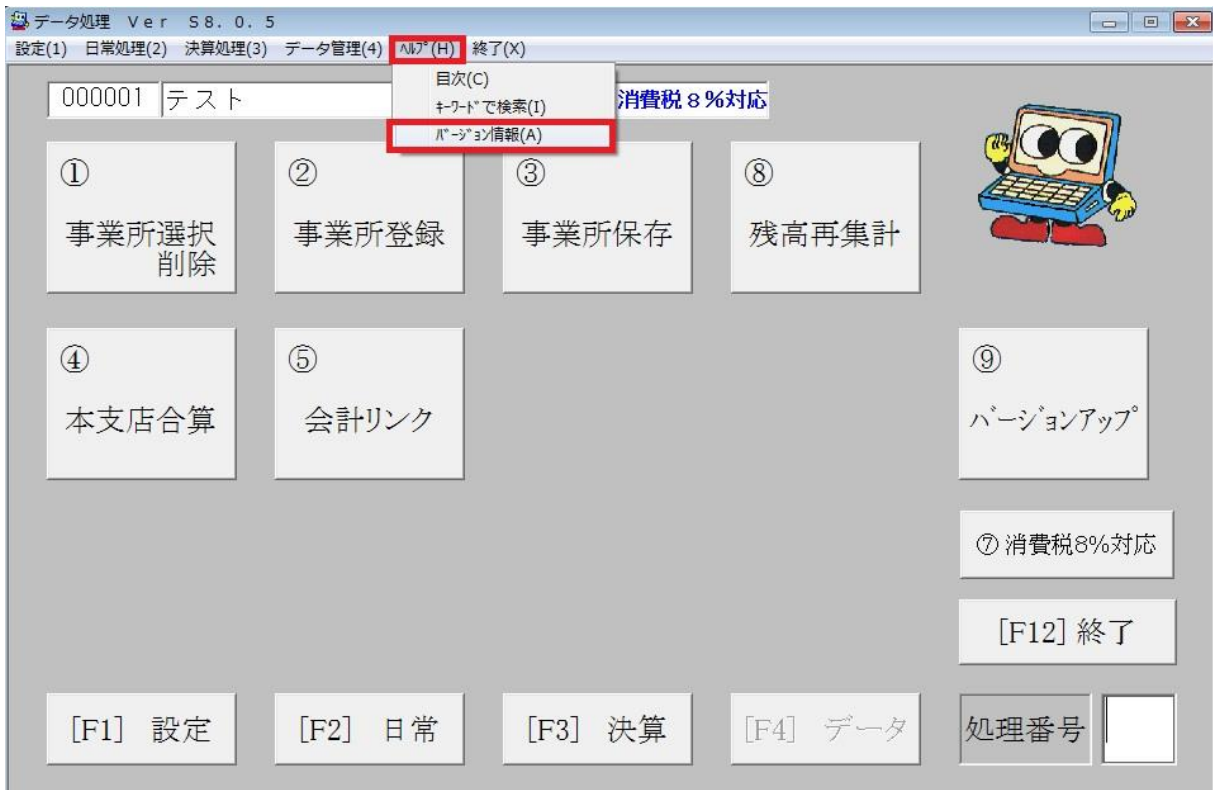 データ処理 Ver S8.0.5
設定(1) 日常処理(2) 決算処理(3) データ管理(4) ﾍﾙﾌﾟ(H) 終了(X)
目次(C)
ｷｰﾜｰﾄﾞで検索(I)
ﾊﾞｰｼﾞｮﾝ情報(A)
000001 テスト
消費税8%対応
①
事業所選択
削除
②
事業所登録
③
事業所保存
⑧
残高再集計
④
本支店合算
⑤
会計リンク
⑨
ﾊﾞｰｼﾞｮﾝｱｯﾌﾟ
⑦消費税8%対応
[F12] 終了
[F1] 設定
[F2] 日常
[F3] 決算
[F4] データ
処理番号